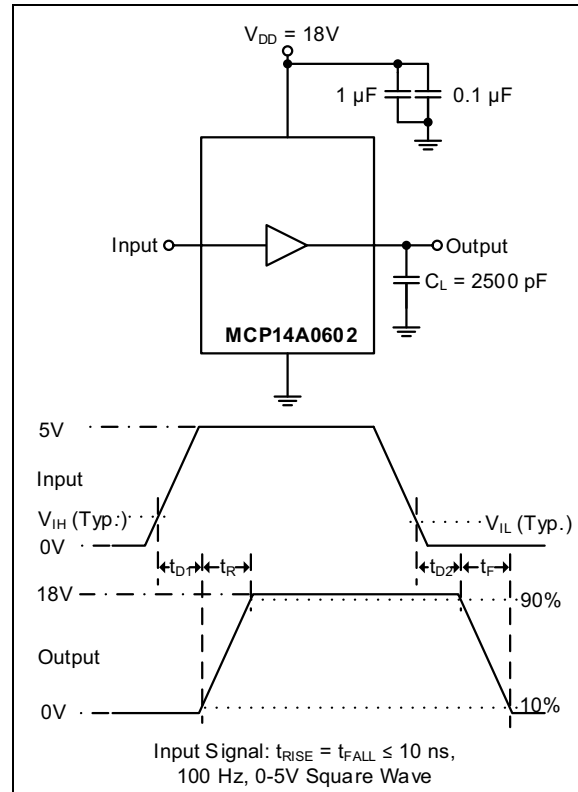 V_DD = 18V
1 µF 0.1 µF
Input Output
C_L = 2500 pF
MCP14A0602
5V
Input
V_IH (Typ.) V_IL (Typ.)
0V
t_D1 t_R t_D2 t_F
18V 90%
Output
0V 10%
Input Signal: t_RISE = t_FALL ≤ 10 ns,
100 Hz, 0-5V Square Wave